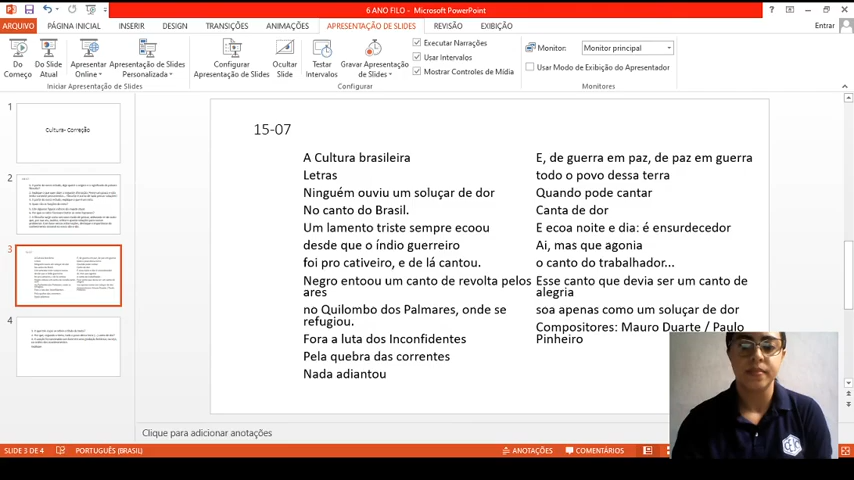 6 ANO FILO - Microsoft PowerPoint
ARQUIVO PÁGINA INICIAL INSERIR DESIGN TRANSIÇÕES ANIMAÇÕES APRESENTAÇÃO DE SLIDES REVISÃO EXIBIÇÃO Entrar
Do Começo
Do Slide Atual
Apresentar Online
Apresentação de Slides Personalizada
Iniciar Apresentação de Slides
Configurar Apresentação de Slides
Ocultar Slide
Testar Intervalos
Gravar Apresentação de Slides
Executar Narrações
Usar Intervalos
Mostrar Controles de Mídia
Configurar
Monitor: Monitor principal
Usar Modo de Exibição do Apresentador
Monitores
1
Cultura- Correção
2
3
4
15-07
A Cultura brasileira
Letras
Ninguém ouviu um soluçar de dor
No canto do Brasil.
Um lamento triste sempre ecoou
desde que o índio guerreiro
foi pro cativeiro, e de lá cantou.
Negro entoou um canto de revolta pelos
ares
no Quilombo dos Palmares, onde se
refugiou.
Fora a luta dos Inconfidentes
Pela quebra das correntes
Nada adiantou
E, de guerra em paz, de paz em guerra
todo o povo dessa terra
Quando pode cantar
Canta de dor
E ecoa noite e dia: é ensurdecedor
Ai, mas que agonia
o canto do trabalhador...
Esse canto que devia ser um canto de
alegria
soa apenas como um soluçar de dor
Compositores: Mauro Duarte / Paulo
Pinheiro
Clique para adicionar anotações
SLIDE 3 DE 4 PORTUGUÊS (BRASIL) ANOTAÇÕES COMENTÁRIOS